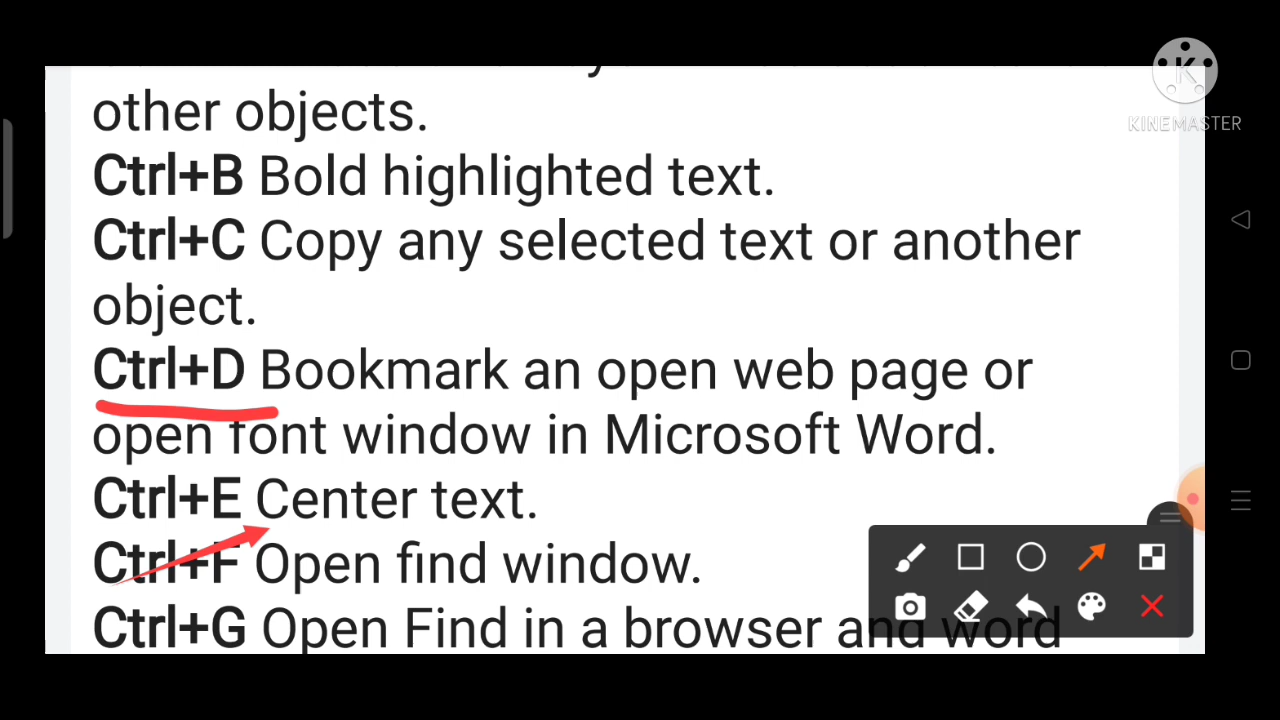 other objects.
Ctrl+B Bold highlighted text.
Ctrl+C Copy any selected text or another
object.
Ctrl+D Bookmark an open web page or
open font window in Microsoft Word.
Ctrl+E Center text.
Ctrl+F Open find window.
Ctrl+G Open Find in a browser and word
K
KINEMASTER